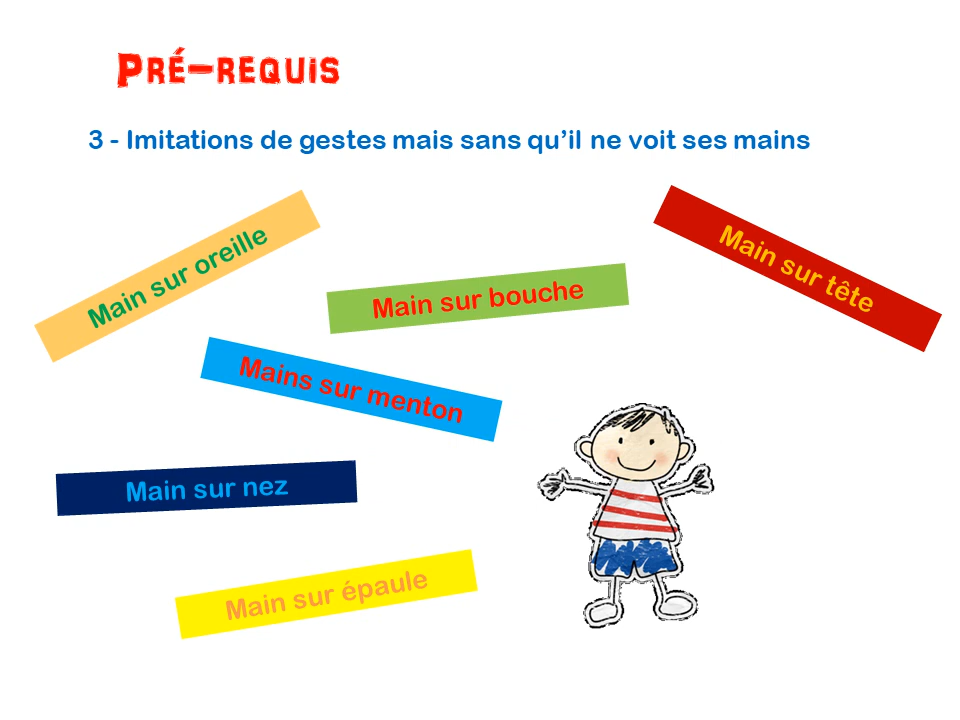 Pré-requis
3 - Imitations de gestes mais sans qu’il ne voit ses mains
Main sur oreille
Main sur bouche
Main sur tête
Mains sur menton
Main sur nez
Main sur épaule